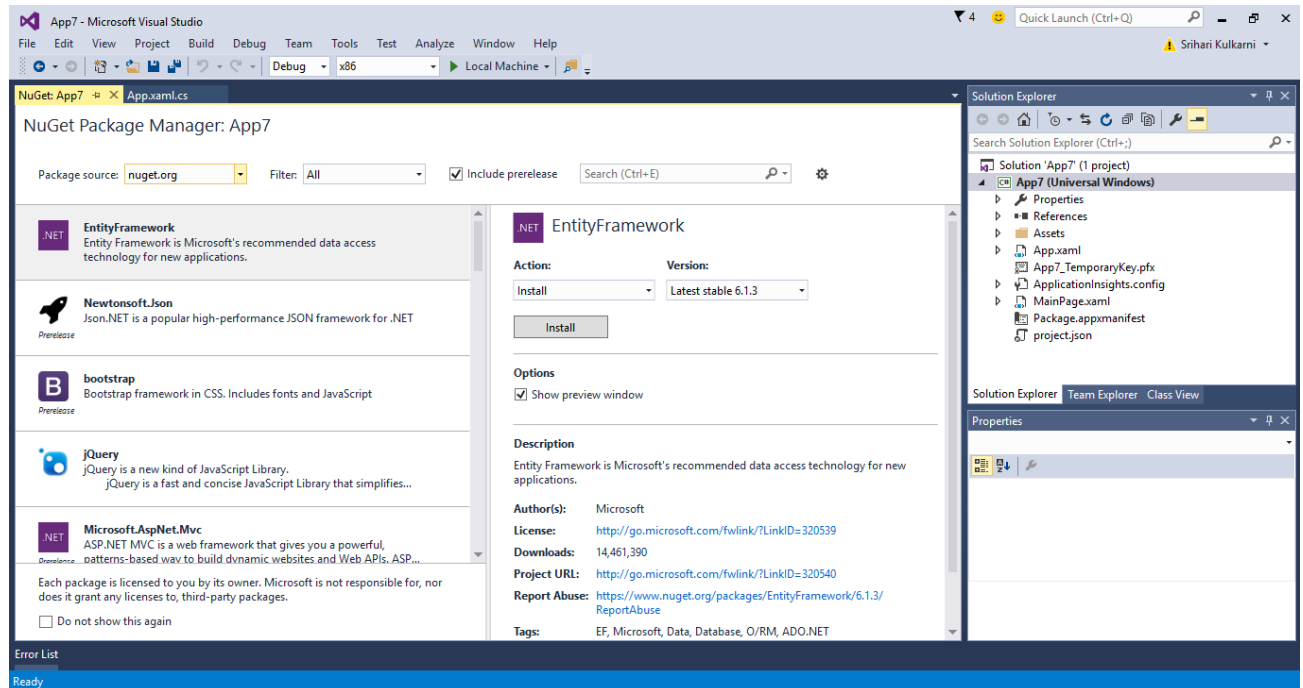 App7 - Microsoft Visual Studio
4
Quick Launch (Ctrl+Q)
File Edit View Project Build Debug Team Tools Test Analyze Window Help
Srihari Kulkarni
Debug x86 Local Machine
NuGet: App7 App.xaml.cs
NuGet Package Manager: App7
Package source: nuget.org Filter: All Include prerelease Search (Ctrl+E)
.NET
EntityFramework
Entity Framework is Microsoft's recommended data access
technology for new applications.
Newtonsoft.Json
Json.NET is a popular high-performance JSON framework for .NET
Prerelease
B
bootstrap
Bootstrap framework in CSS. Includes fonts and JavaScript
Prerelease
jQuery
jQuery is a new kind of JavaScript Library.
jQuery is a fast and concise JavaScript Library that simplifies...
.NET
Microsoft.AspNet.Mvc
ASP.NET MVC is a web framework that gives you a powerful,
Prerelease patterns-based way to build dynamic websites and Web APIs. ASP...
Each package is licensed to you by its owner. Microsoft is not responsible for, nor
does it grant any licenses to, third-party packages.
Do not show this again
.NET EntityFramework
Action: Version:
Install Latest stable 6.1.3
Install
Options
Show preview window
Description
Entity Framework is Microsoft's recommended data access technology for new
applications.
Author(s): Microsoft
License: http://go.microsoft.com/fwlink/?LinkID=320539
Downloads: 14,461,390
Project URL: http://go.microsoft.com/fwlink/?LinkID=320540
Report Abuse: https://www.nuget.org/packages/EntityFramework/6.1.3/
ReportAbuse
Tags: EF, Microsoft, Data, Database, O/RM, ADO.NET
Solution Explorer
Search Solution Explorer (Ctrl+;)
Solution 'App7' (1 project)
C# App7 (Universal Windows)
Properties
References
Assets
App.xaml
App7_TemporaryKey.pfx
ApplicationInsights.config
MainPage.xaml
Package.appxmanifest
project.json
Solution Explorer Team Explorer Class View
Properties
Error List
Ready